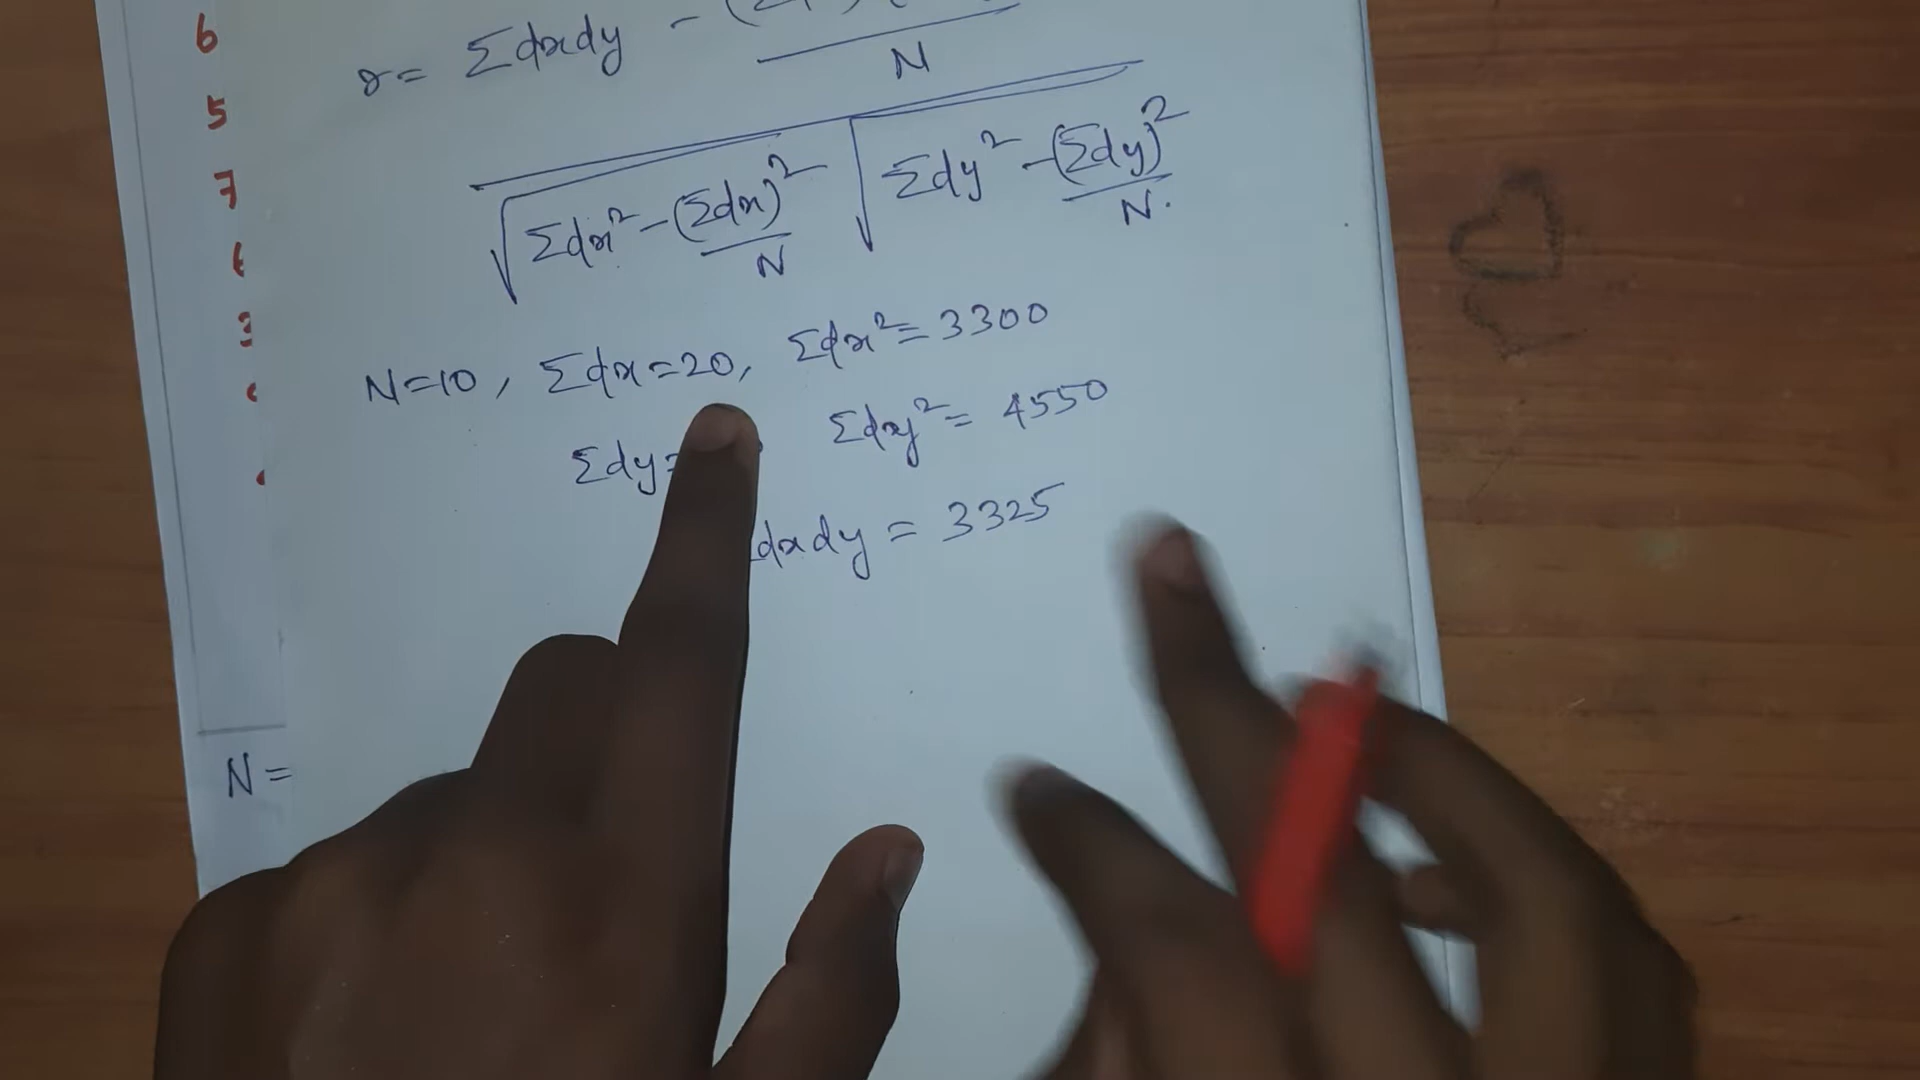 6
5
7
6
3
r = Σdxdy -
N
√Σdx² - (Σdx)² √Σdy² - (Σdy)²
N N.
N=10, Σdx=20, Σdx²=3300
Σdy= Σdy²= 4550
dxdy = 3325
N=